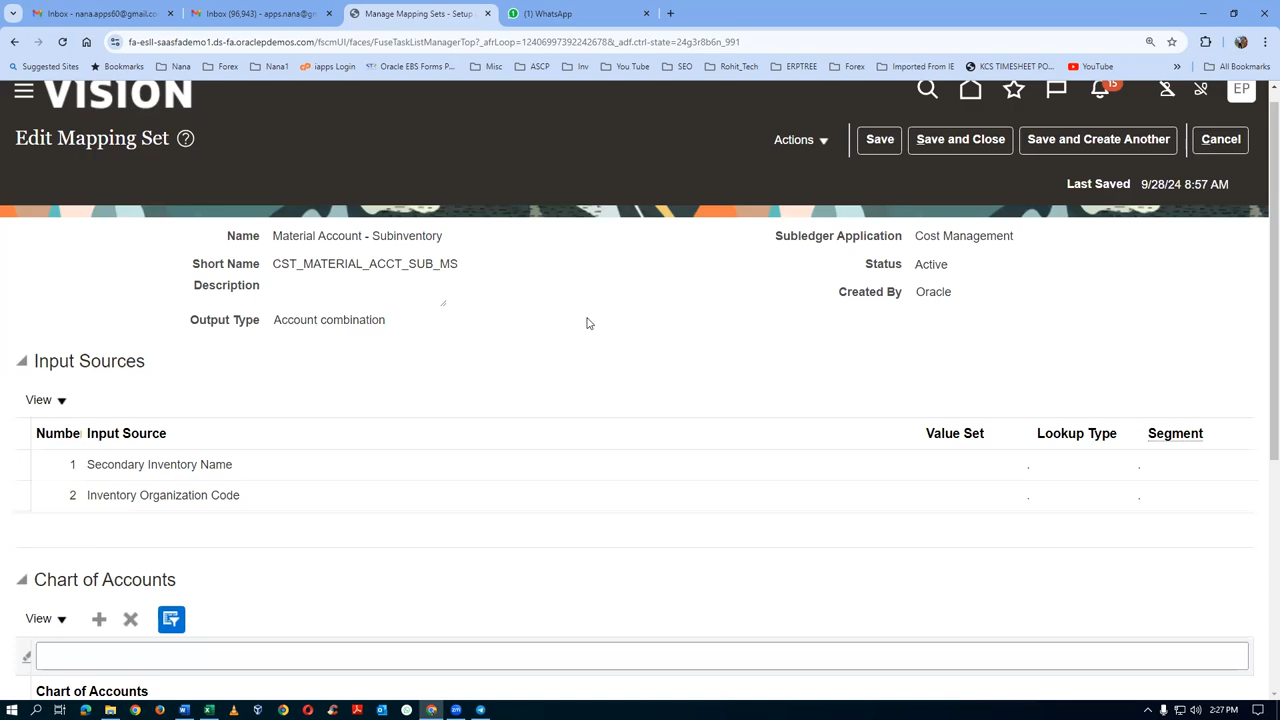 Inbox - nana.apps60@gmail.co
Inbox (96,943) - apps.nana@gr
Manage Mapping Sets - Setup
(1) WhatsApp
fa-esll-saasfademo1.ds-fa.oraclepdemos.com/fscmUI/faces/FuseTaskListManagerTop?_afrLoop=12406997392242678&_adf.ctrl-state=24g3r8b6n_991
Suggested Sites Bookmarks Nana Forex Nana1 iapps Login Oracle EBS Forms P... Misc ASCP Inv You Tube SEO Rohit_Tech ERPTREE Forex Imported From IE KCS TIMESHEET PO... YouTube » All Bookmarks
VISION
15
EP
Edit Mapping Set
Actions Save Save and Close Save and Create Another Cancel
Last Saved 9/28/24 8:57 AM
Name Material Account - Subinventory
Subledger Application Cost Management
Short Name CST_MATERIAL_ACCT_SUB_MS
Status Active
Description
Created By Oracle
Output Type Account combination
Input Sources
View
Numbe Input Source Value Set Lookup Type Segment
1 Secondary Inventory Name . .
2 Inventory Organization Code . .
Chart of Accounts
View
Chart of Accounts
2:27 PM